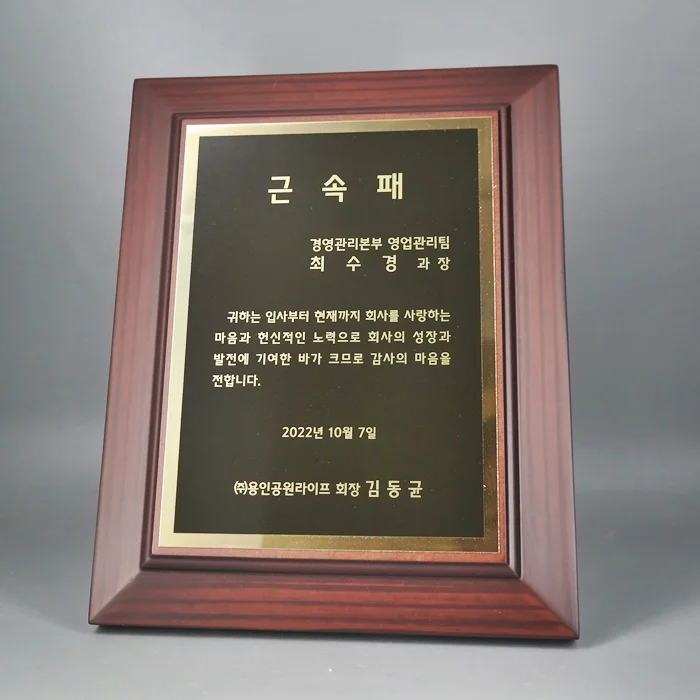 근 속 패
경영관리본부 영업관리팀
최 수 경 과 장
귀하는 입사부터 현재까지 회사를 사랑하는
마음과 헌신적인 노력으로 회사의 성장과
발전에 기여한 바가 크므로 감사의 마음을
전합니다.
2022년 10월 7일
㈜용인공원라이프 회장 김 동 균